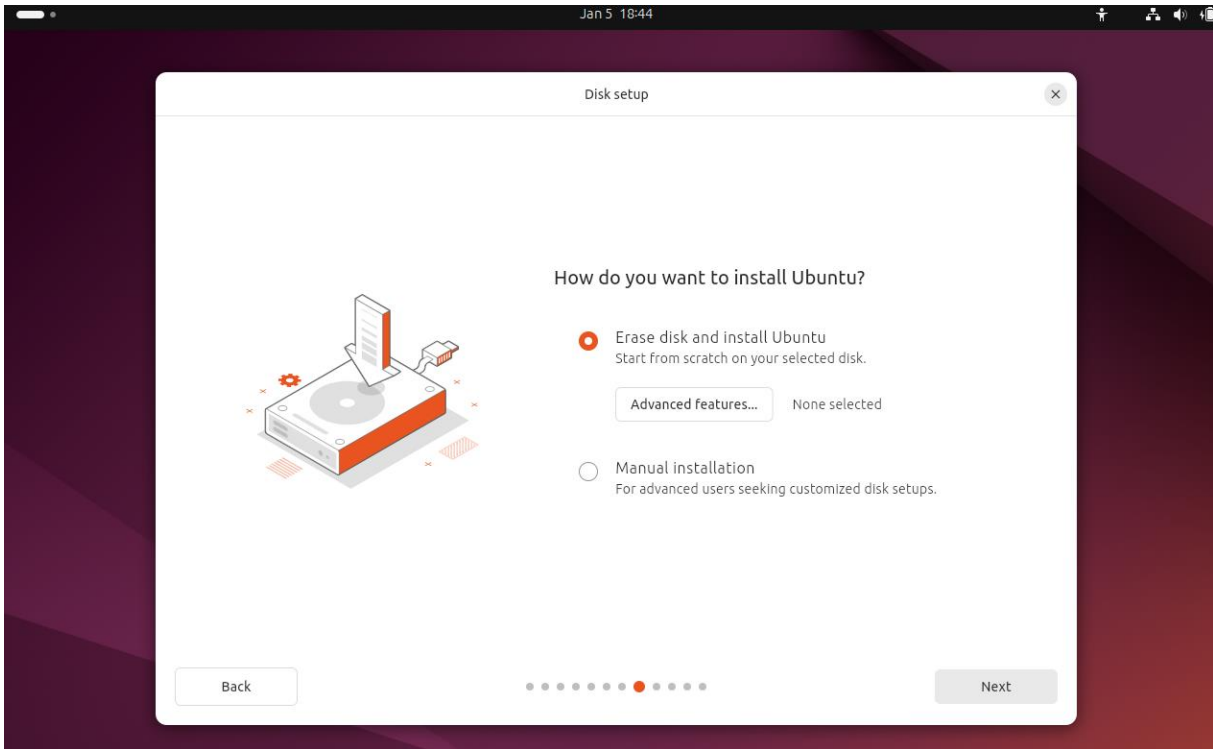 Jan 5 18:44
Disk setup
How do you want to install Ubuntu?
Erase disk and install Ubuntu
Start from scratch on your selected disk.
Advanced features... None selected
Manual installation
For advanced users seeking customized disk setups.
Back Next